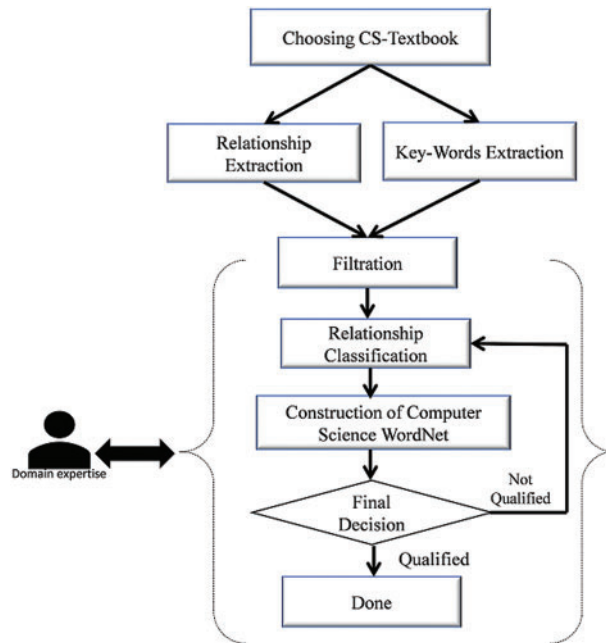 Choosing CS-Textbook
Relationship
Extraction
Key-Words Extraction
Filtration
Relationship
Classification
Construction of Computer
Science WordNet
Domain expertise
Not
Qualified
Final
Decision
Qualified
Done